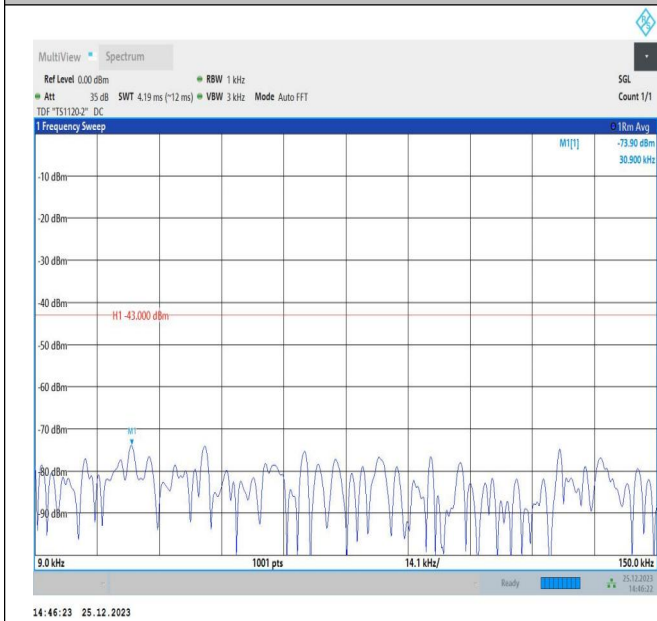 R&S
MultiView Spectrum
Ref Level 0.00 dBm RBW 1 kHz SGL
Att 35 dB SWT 4.19 ms (~12 ms) VBW 3 kHz Mode Auto FFT Count 1/1
TDF "TS1120-2" DC
1 Frequency Sweep 1Rm Avg
M1[1] -73.90 dBm
30.900 kHz
-10 dBm
-20 dBm
-30 dBm
-40 dBm
H1 -43.000 dBm
-50 dBm
-60 dBm
-70 dBm
M1
-80 dBm
-90 dBm
9.0 kHz 1001 pts 14.1 kHz/ 150.0 kHz
Ready 25.12.2023
14:46:22
14:46:23 25.12.2023